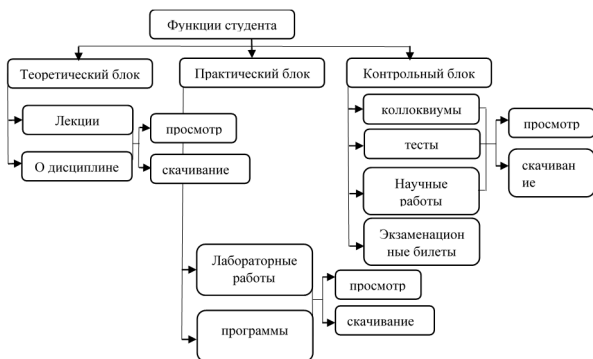 Функции студента
Теоретический блок
Практический блок
Контрольный блок
Лекции
О дисциплине
просмотр
скачивание
коллоквиумы
тесты
Научные
работы
Экзаменацион
ные билеты
просмотр
скачиван
ие
Лабораторные
работы
программы
просмотр
скачивание